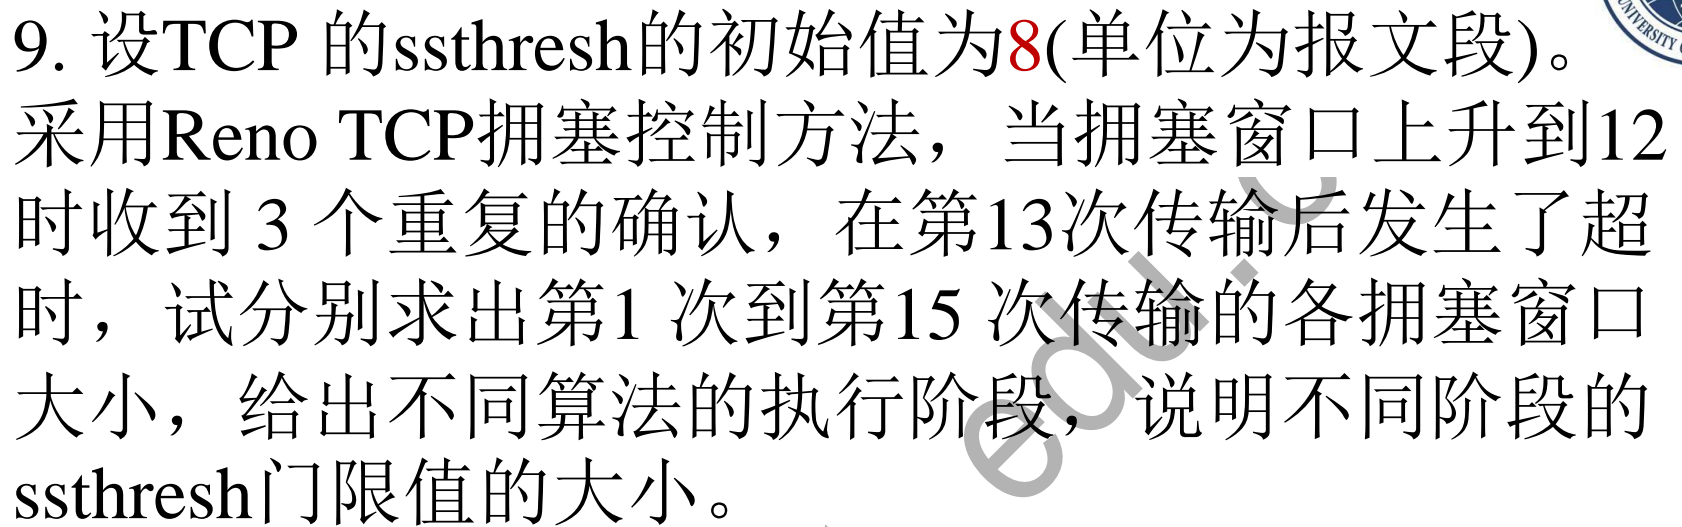 9. 设TCP 的ssthresh的初始值为8(单位为报文段)。
采用Reno TCP拥塞控制方法，当拥塞窗口上升到12
时收到 3 个重复的确认，在第13次传输后发生了超
时，试分别求出第1 次到第15 次传输的各拥塞窗口
大小，给出不同算法的执行阶段，说明不同阶段的
ssthresh门限值的大小。
edu.c